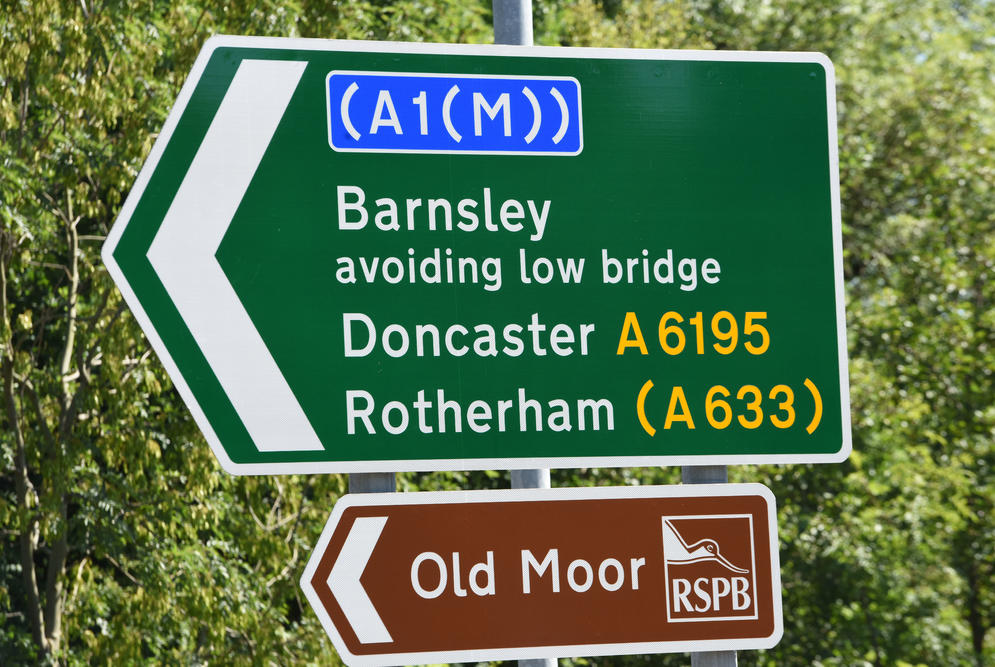 (A1(M))
Barnsley
avoiding low bridge
Doncaster A6195
Rotherham (A633)
Old Moor
RSPB